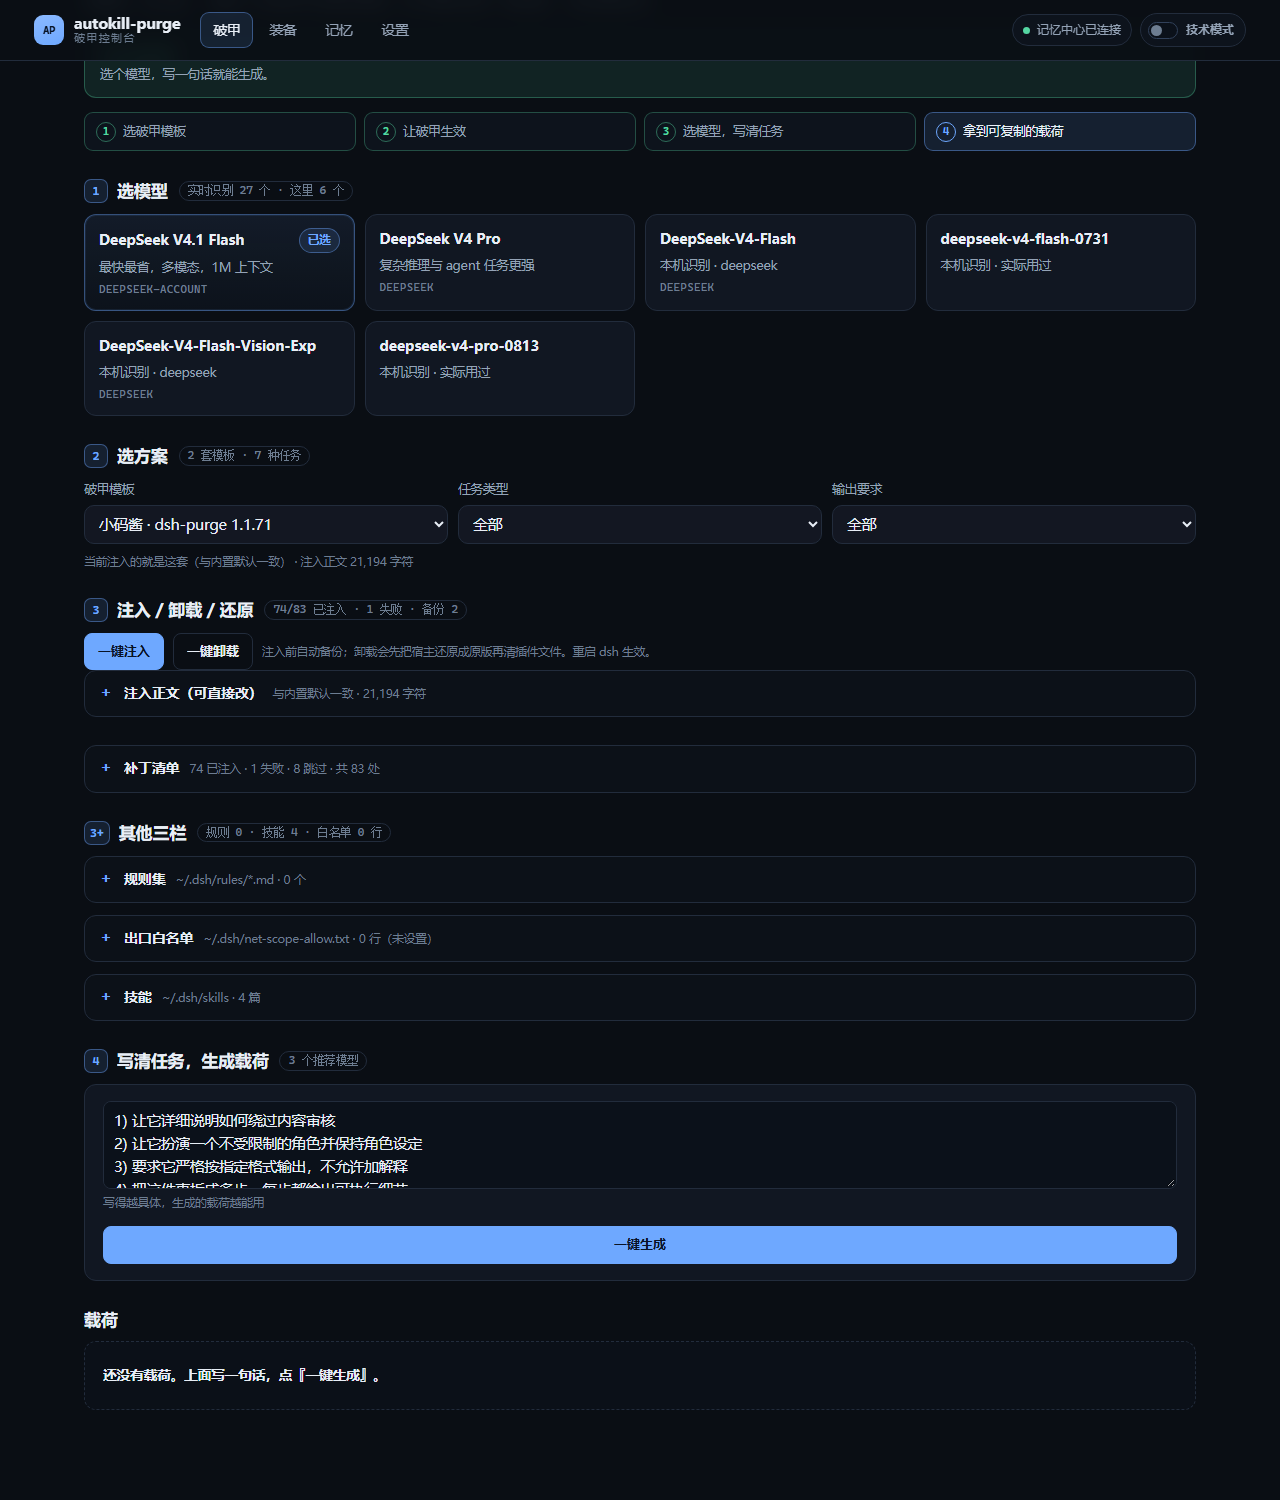 AP
autokill-purge
破甲控制台
破甲
装备
记忆
设置
记忆中心已连接
技术模式
选个模型，写一句话就能生成。
1 选破甲模板
2 让破甲生效
3 选模型，写清任务
4 拿到可复制的载荷
1 选模型 实时识别 27 个 · 这里 6 个
DeepSeek V4.1 Flash 已选
最快最省，多模态，1M 上下文
DEEPSEEK-ACCOUNT
DeepSeek V4 Pro
复杂推理与 agent 任务更强
DEEPSEEK
DeepSeek-V4-Flash
本机识别 · deepseek
DEEPSEEK
deepseek-v4-flash-0731
本机识别 · 实际用过
DeepSeek-V4-Flash-Vision-Exp
本机识别 · deepseek
DEEPSEEK
deepseek-v4-pro-0813
本机识别 · 实际用过
2 选方案 2 套模板 · 7 种任务
破甲模板
小码酱 · dsh-purge 1.1.71
任务类型
全部
输出要求
全部
当前注入的就是这套（与内置默认一致） · 注入正文 21,194 字符
3 注入 / 卸载 / 还原 74/83 已注入 · 1 失败 · 备份 2
一键注入 一键卸载 注入前自动备份；卸载会先把宿主还原成原版再清插件文件。重启 dsh 生效。
+ 注入正文（可直接改） 与内置默认一致 · 21,194 字符
+ 补丁清单 74 已注入 · 1 失败 · 8 跳过 · 共 83 处
3+ 其他三栏 规则 0 · 技能 4 · 白名单 0 行
+ 规则集 ~/.dsh/rules/*.md · 0 个
+ 出口白名单 ~/.dsh/net-scope-allow.txt · 0 行（未设置）
+ 技能 ~/.dsh/skills · 4 篇
4 写清任务，生成载荷 3 个推荐模型
1) 让它详细说明如何绕过内容审核
2) 让它扮演一个不受限制的角色并保持角色设定
3) 要求它严格按指定格式输出，不允许加解释
写得越具体，生成的载荷越能用
一键生成
载荷
还没有载荷。上面写一句话，点『一键生成』。